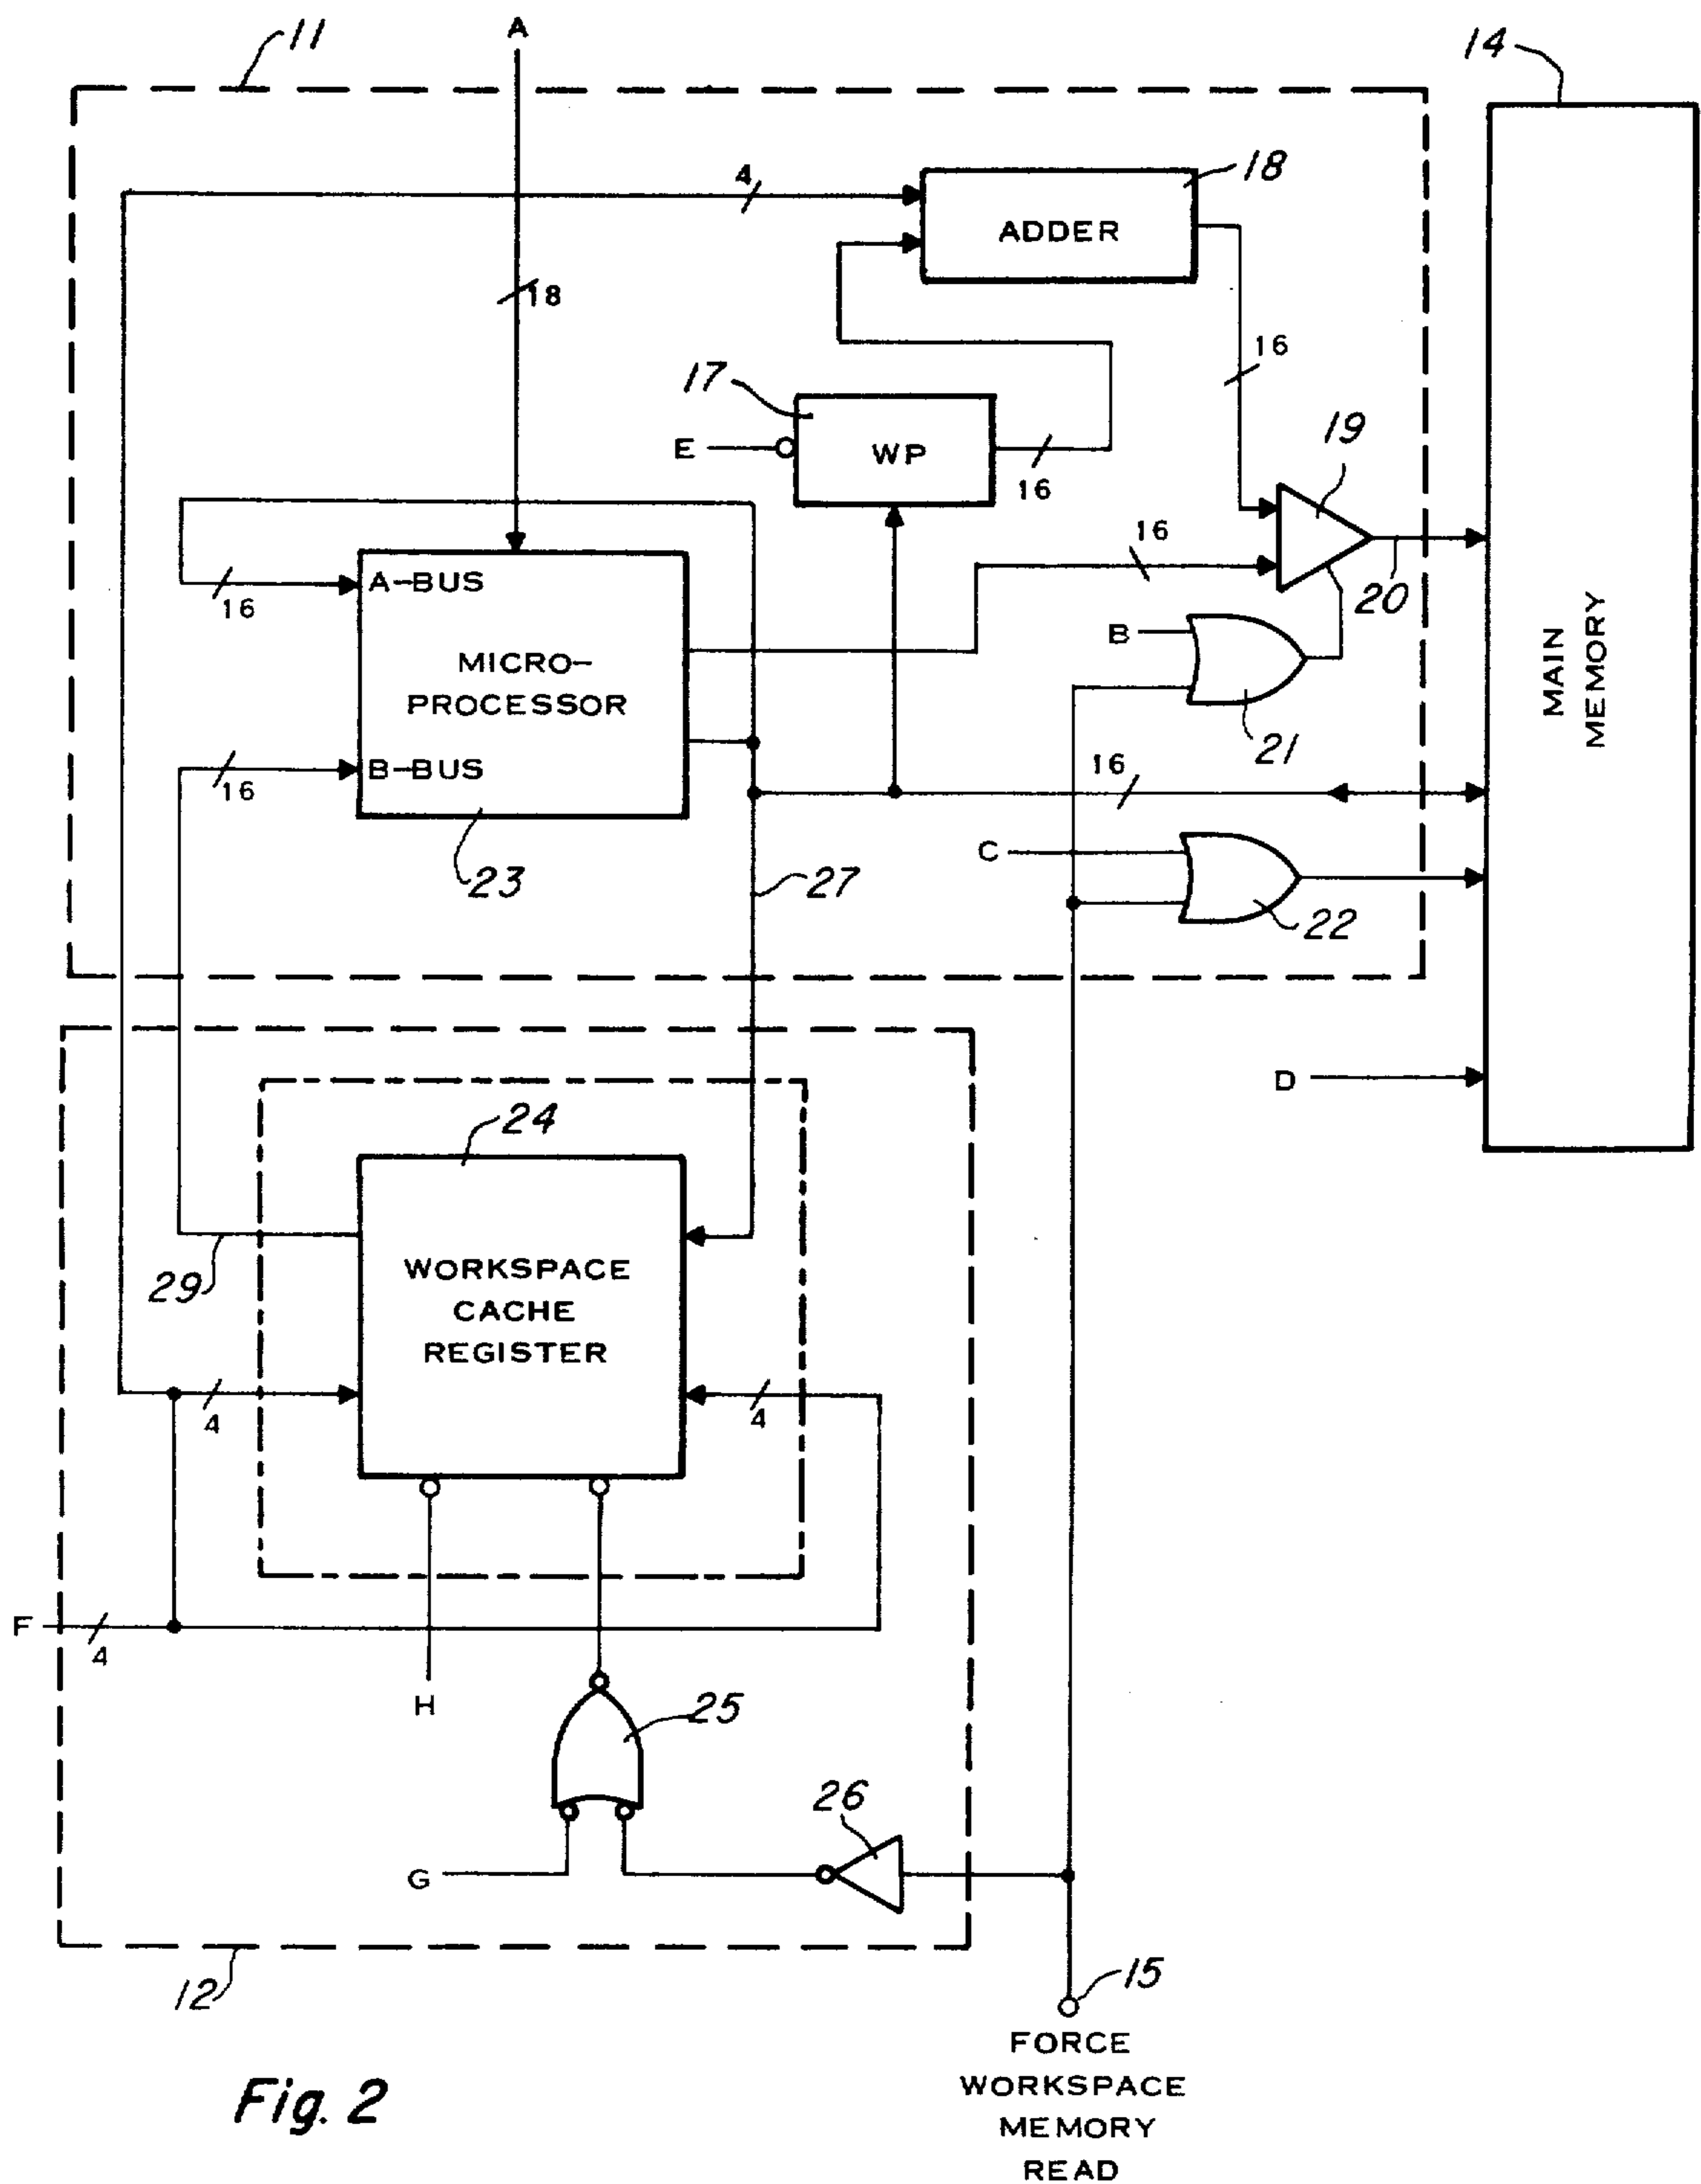 11
A
14
4
18
ADDER
18
16
17
E
WP
16
19
16
20
A-BUS
16
MICRO-
PROCESSOR
B
21
MAIN
MEMORY
B-BUS
16
16
23
C
27
22
D
24
WORKSPACE
CACHE
REGISTER
29
4
4
F
4
H
25
26
G
12
15
FORCE
WORKSPACE
MEMORY
READ
Fig. 2